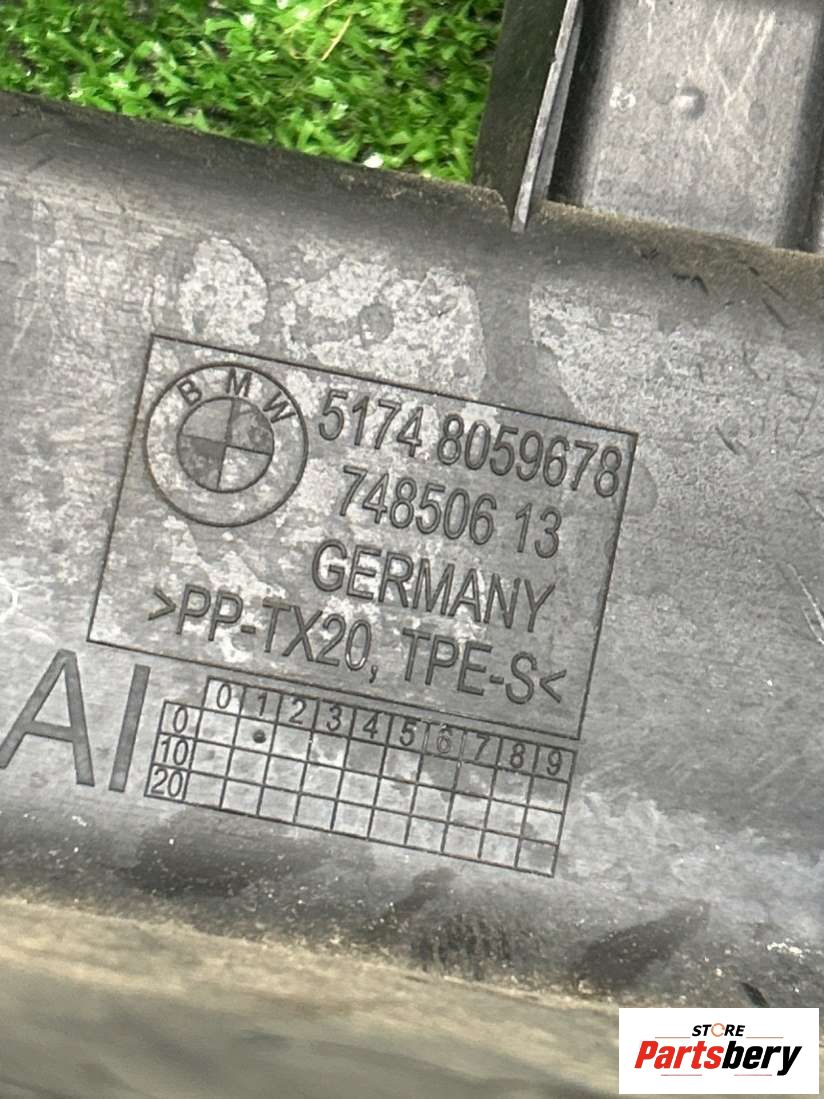 BMW
5174 8059678
748506 13
GERMANY
>PP-TX20, TPE-S<
AI
0 1 2 3 4 5 6 7 8 9
0
10
20
STORE
Partsbery